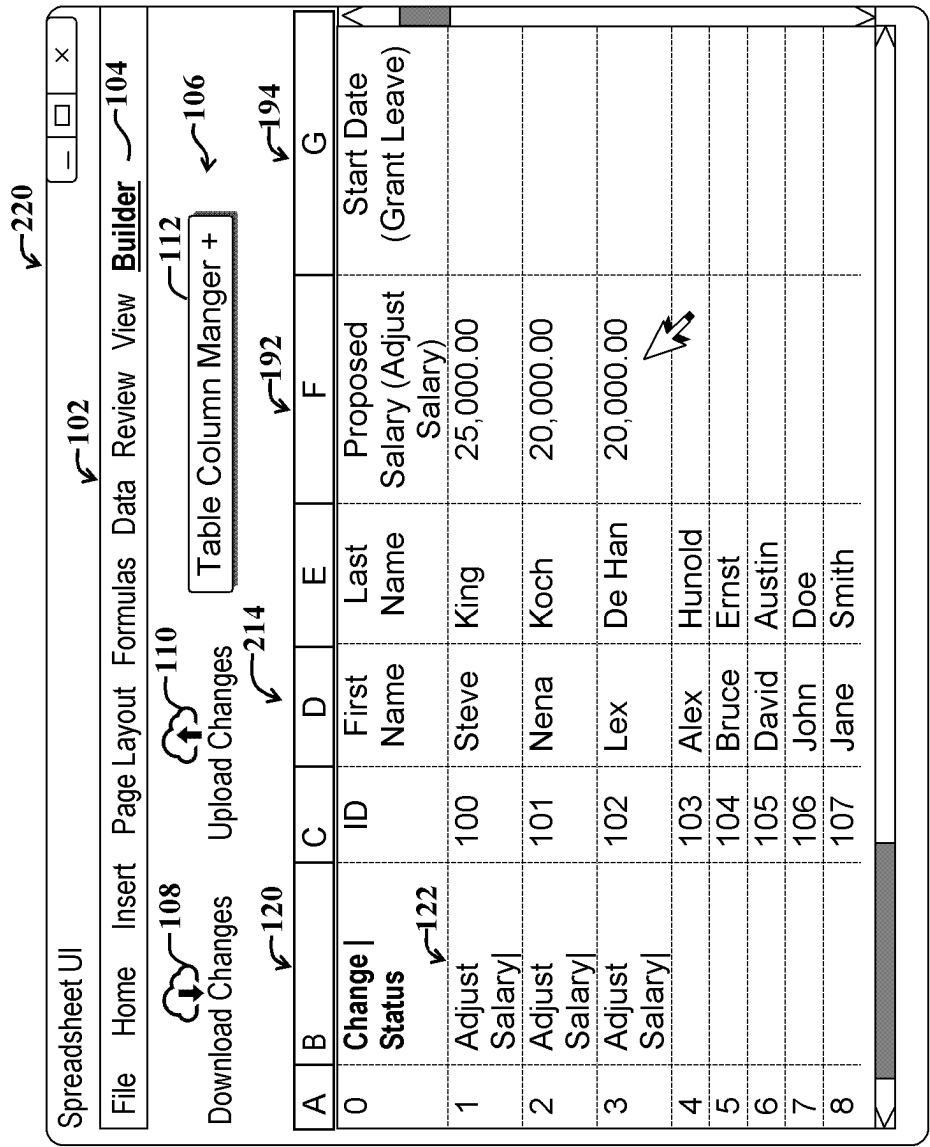 220
Spreadsheet UI
102
File Home Insert Page Layout Formulas Data Review View Builder 104
108 110 112 106
Download Changes Upload Changes Table Column Manger +
120 214 192 194
A B C D E F G
0 Change | ID First Last Proposed Start Date
Status Name Name Salary (Adjust (Grant Leave)
122 Salary)
1 Adjust 100 Steve King 25,000.00
Salary|
2 Adjust 101 Nena Koch 20,000.00
Salary|
3 Adjust 102 Lex De Han 20,000.00
Salary|
4 103 Alex Hunold
5 104 Bruce Ernst
6 105 David Austin
7 106 John Doe
8 107 Jane Smith